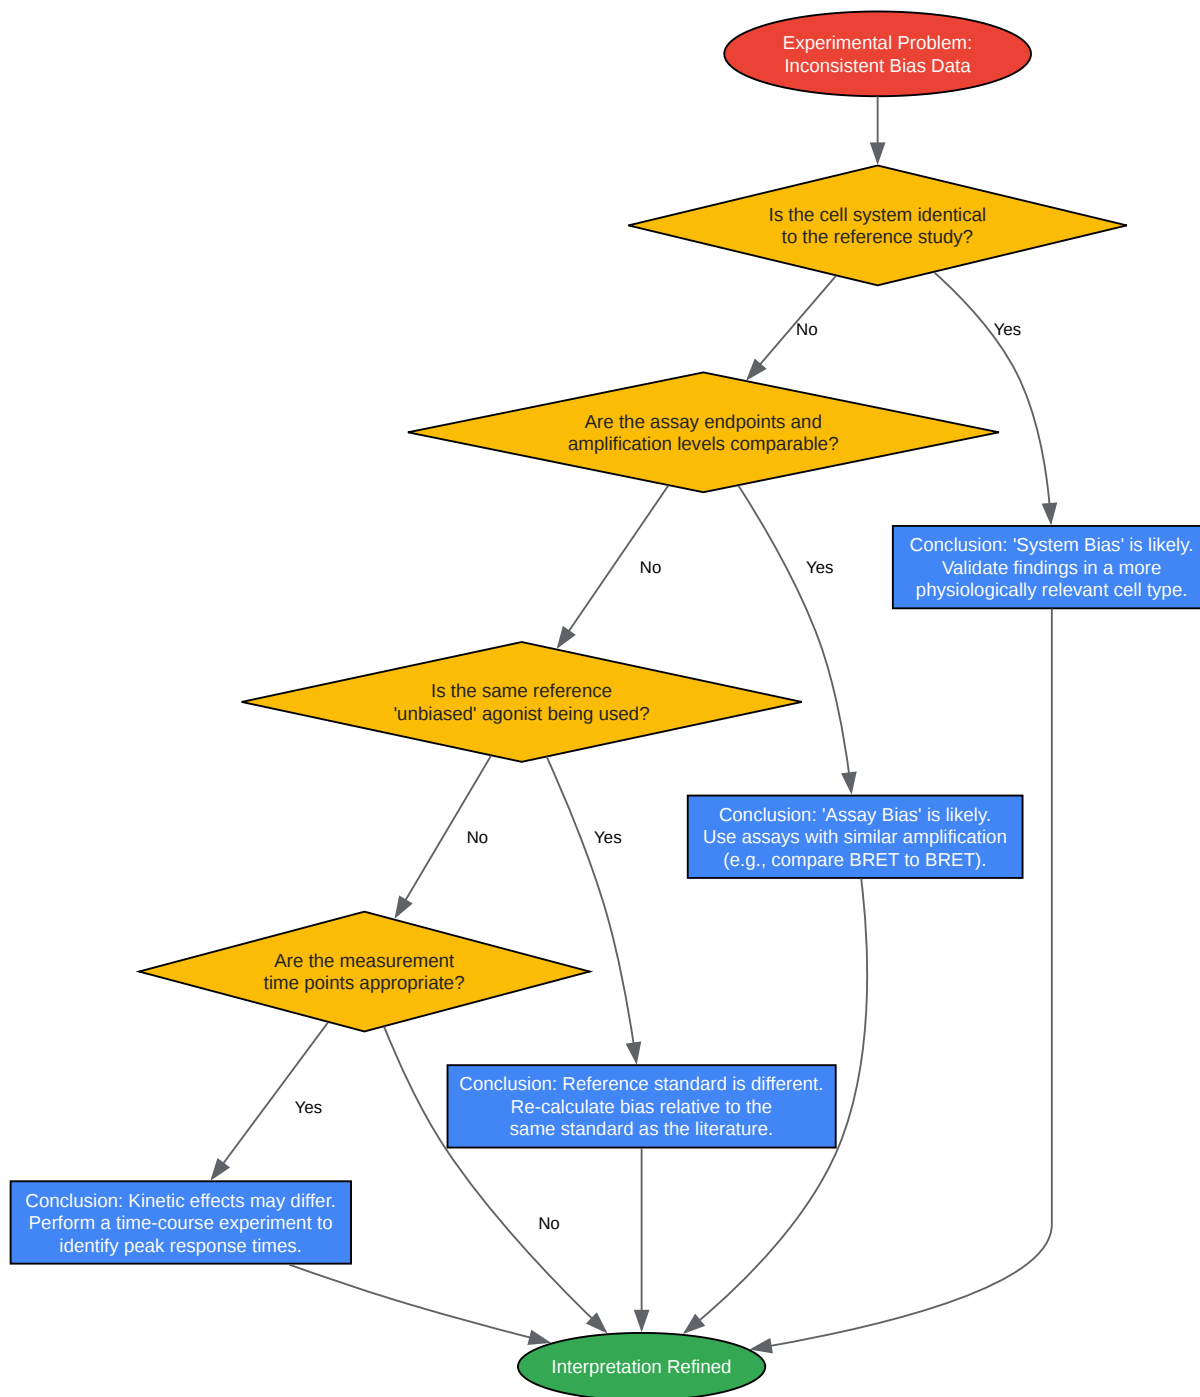 Experimental Problem:
Inconsistent Bias Data
Is the cell system identical
to the reference study?
No
Yes
Are the assay endpoints and
amplification levels comparable?
Conclusion: 'System Bias' is likely.
Validate findings in a more
physiologically relevant cell type.
No
Yes
Is the same reference
'unbiased' agonist being used?
Conclusion: 'Assay Bias' is likely.
Use assays with similar amplification
(e.g., compare BRET to BRET).
No
Yes
Are the measurement
time points appropriate?
Conclusion: Reference standard is different.
Re-calculate bias relative to the
same standard as the literature.
Yes
No
Conclusion: Kinetic effects may differ.
Perform a time-course experiment to
identify peak response times.
Interpretation Refined